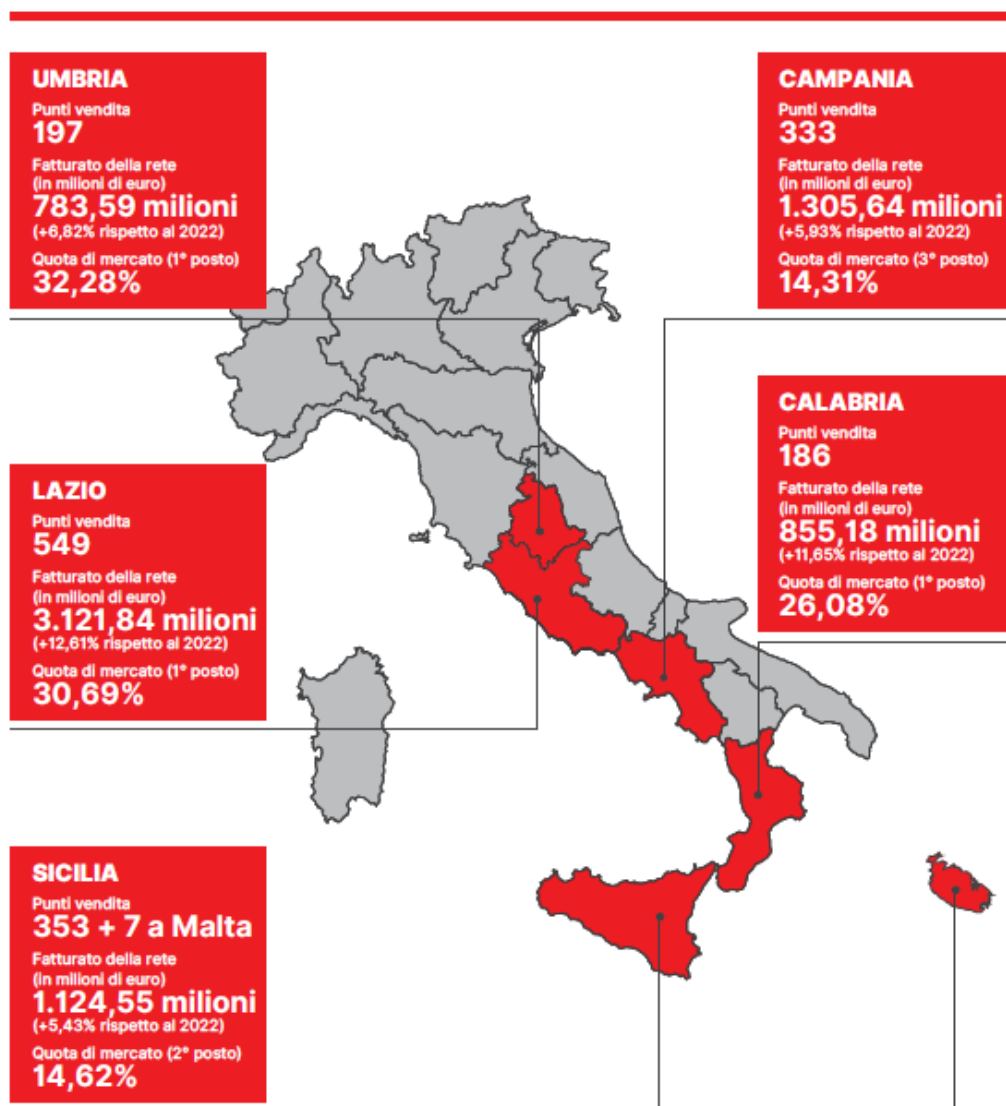 UMBRIA
Punti vendita
197
Fatturato della rete
(in milioni di euro)
783,59 milioni
(+6,82% rispetto al 2022)
Quota di mercato (1° posto)
32,28%
CAMPANIA
Punti vendita
333
Fatturato della rete
(in milioni di euro)
1.305,64 milioni
(+5,93% rispetto al 2022)
Quota di mercato (3° posto)
14,31%
CALABRIA
Punti vendita
186
Fatturato della rete
(in milioni di euro)
855,18 milioni
(+11,65% rispetto al 2022)
Quota di mercato (1° posto)
26,08%
LAZIO
Punti vendita
549
Fatturato della rete
(in milioni di euro)
3.121,84 milioni
(+12,61% rispetto al 2022)
Quota di mercato (1° posto)
30,69%
SICILIA
Punti vendita
353 + 7 a Malta
Fatturato della rete
(in milioni di euro)
1.124,55 milioni
(+5,43% rispetto al 2022)
Quota di mercato (2° posto)
14,62%